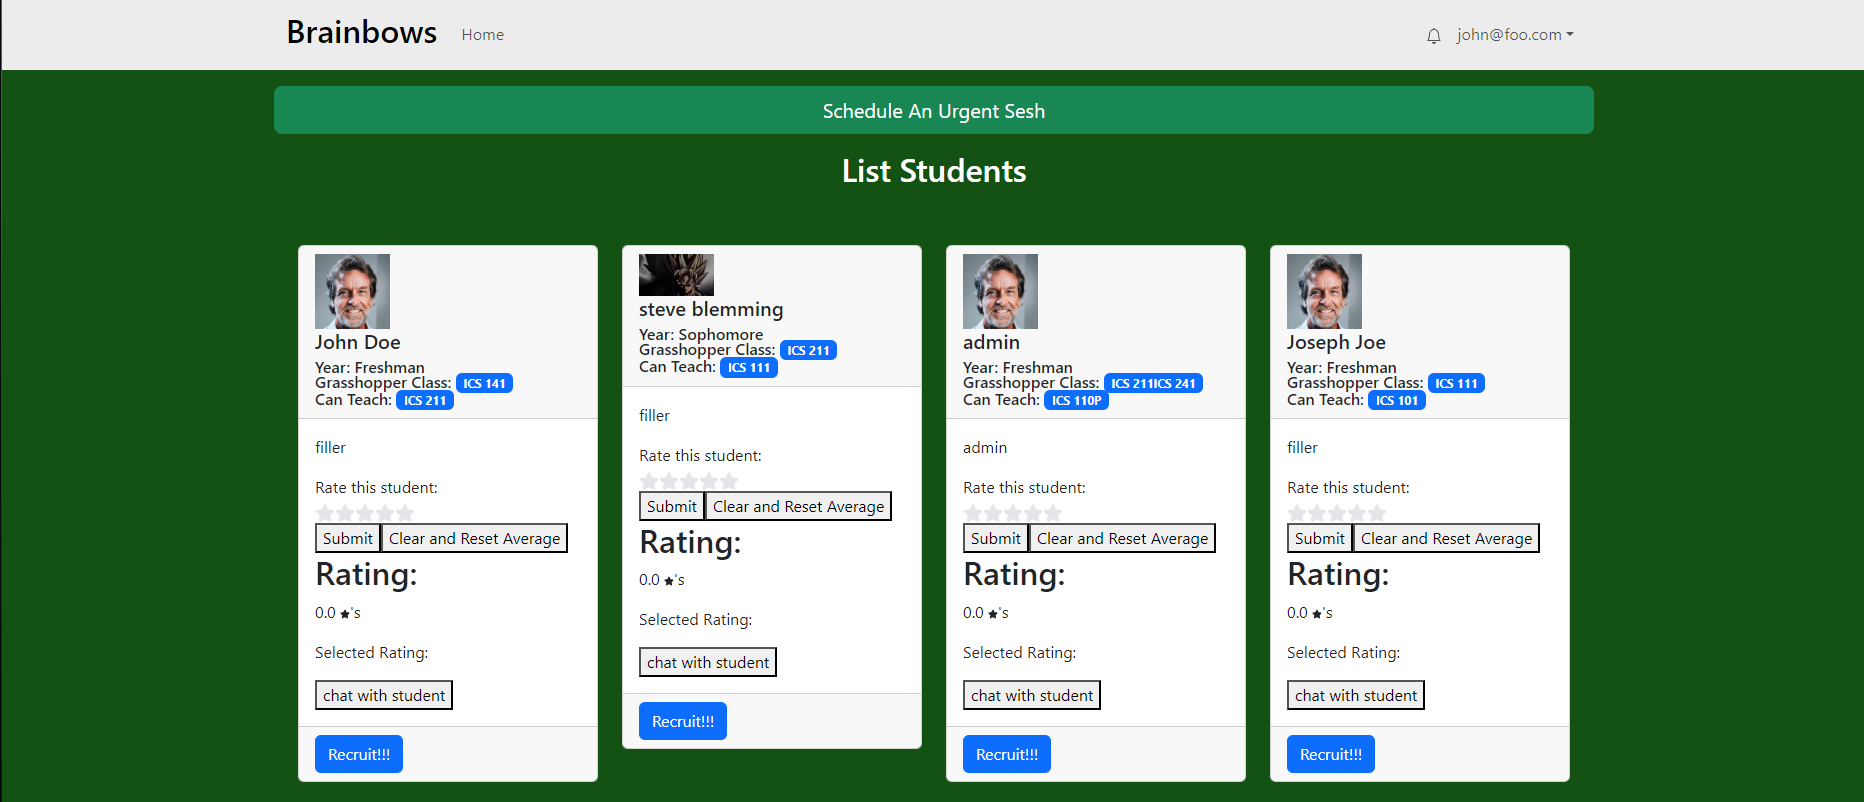 Brainbows Home john@foo.com
Schedule An Urgent Sesh
List Students
John Doe
Year: Freshman
Grasshopper Class: ICS 141
Can Teach: ICS 211
filler
Rate this student:
Submit Clear and Reset Average
Rating:
0.0 ★'s
Selected Rating:
chat with student
Recruit!!!
steve blemming
Year: Sophomore
Grasshopper Class: ICS 211
Can Teach: ICS 111
filler
Rate this student:
Submit Clear and Reset Average
Rating:
0.0 ★'s
Selected Rating:
chat with student
Recruit!!!
admin
Year: Freshman
Grasshopper Class: ICS 211ICS 241
Can Teach: ICS 110P
admin
Rate this student:
Submit Clear and Reset Average
Rating:
0.0 ★'s
Selected Rating:
chat with student
Recruit!!!
Joseph Joe
Year: Freshman
Grasshopper Class: ICS 111
Can Teach: ICS 101
filler
Rate this student:
Submit Clear and Reset Average
Rating:
0.0 ★'s
Selected Rating:
chat with student
Recruit!!!